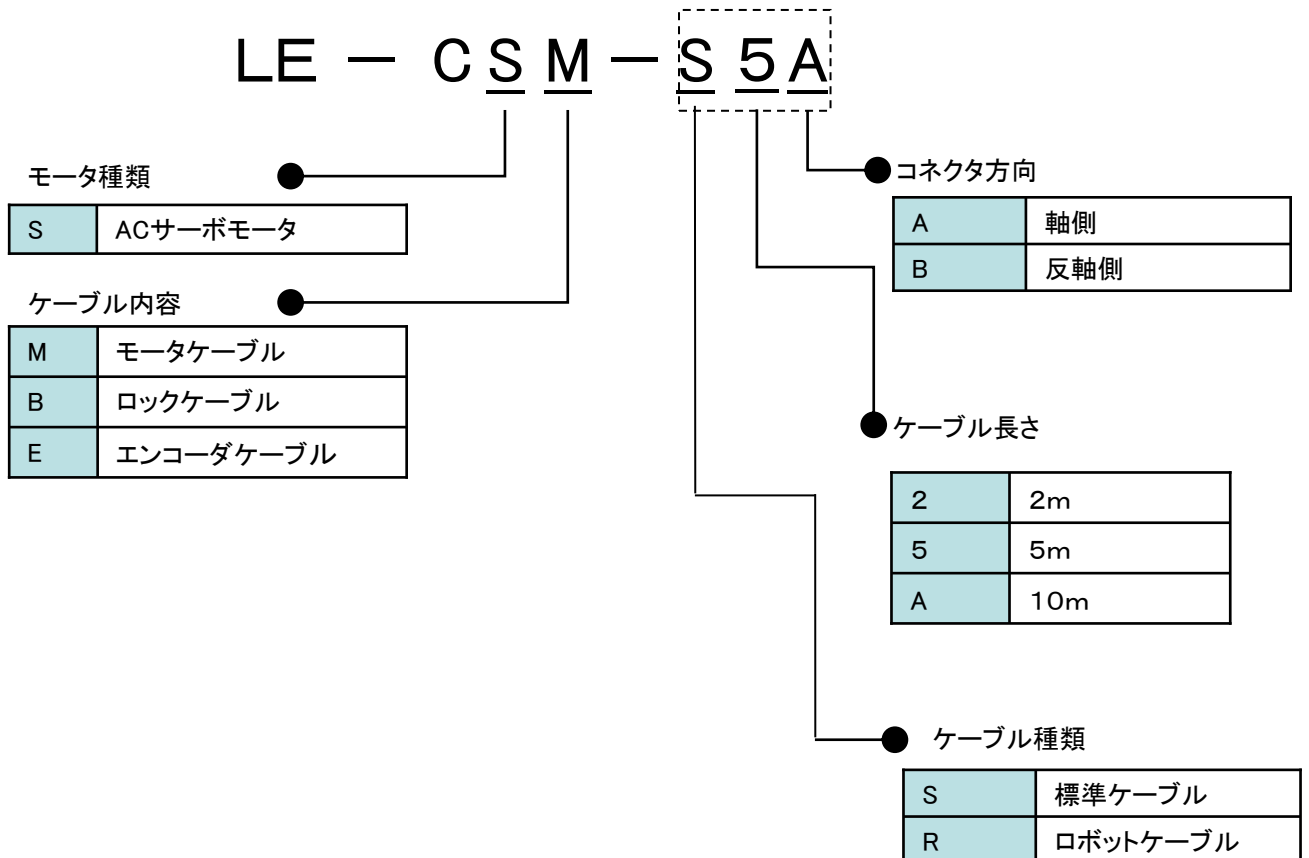 LE － CSM－S5A
モータ種類
S ACサーボモータ
ケーブル内容
M モータケーブル
B ロックケーブル
E エンコーダケーブル
コネクタ方向
A 軸側
B 反軸側
ケーブル長さ
2 2m
5 5m
A 10m
ケーブル種類
S 標準ケーブル
R ロボットケーブル